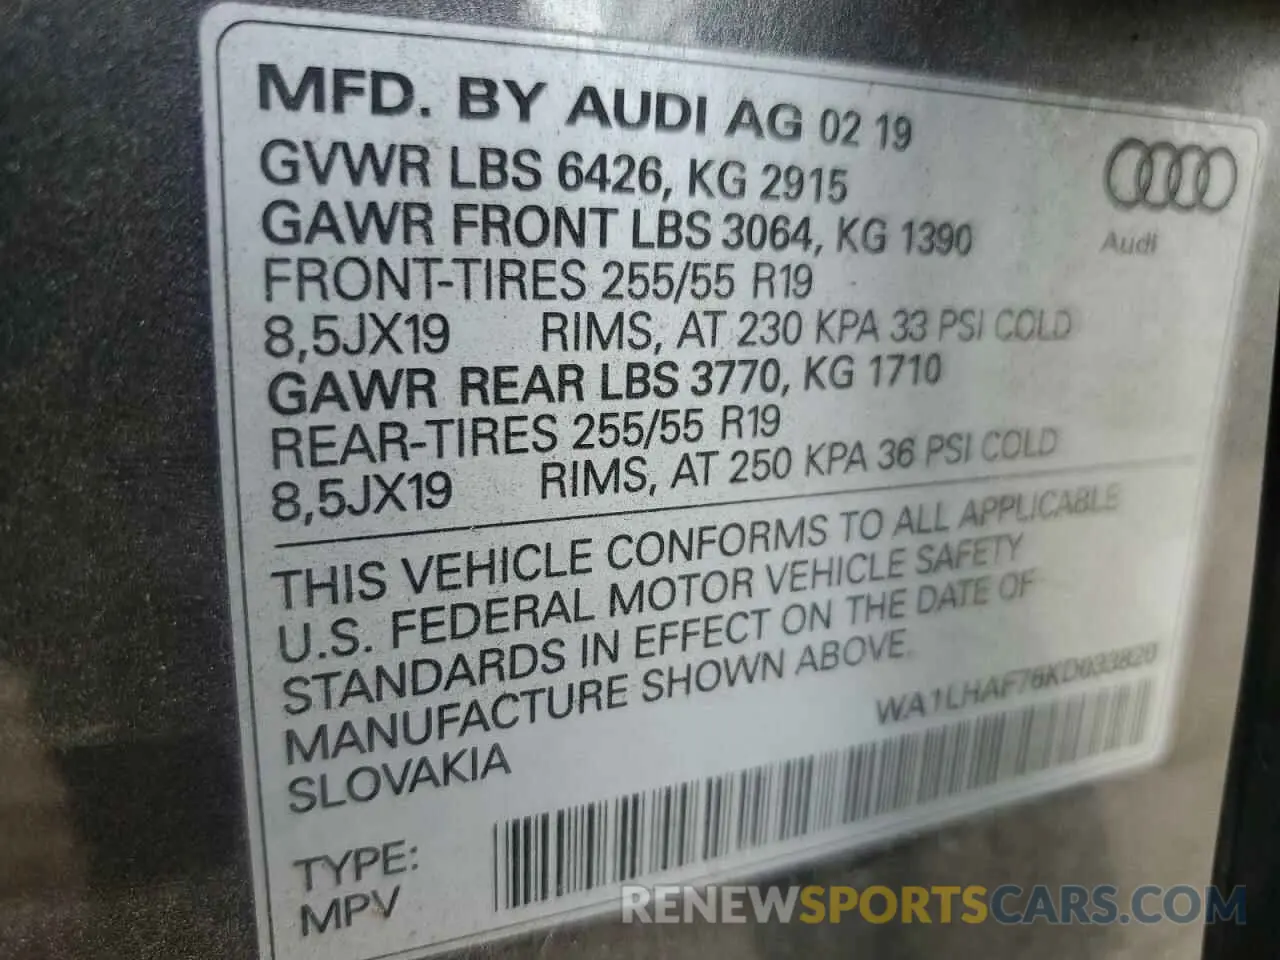 MFD. BY AUDI AG 02 19
GVWR LBS 6426, KG 2915
GAWR FRONT LBS 3064, KG 1390
FRONT-TIRES 255/55 R19
8,5JX19 RIMS, AT 230 KPA 33 PSI COLD
GAWR REAR LBS 3770, KG 1710
REAR-TIRES 255/55 R19
8,5JX19 RIMS, AT 250 KPA 36 PSI COLD
Audi
THIS VEHICLE CONFORMS TO ALL APPLICABLE
U.S. FEDERAL MOTOR VEHICLE SAFETY
STANDARDS IN EFFECT ON THE DATE OF
MANUFACTURE SHOWN ABOVE.
SLOVAKIA
WA1LHAF76KD033820
TYPE:
MPV
RENEWSPORTSCARS.COM